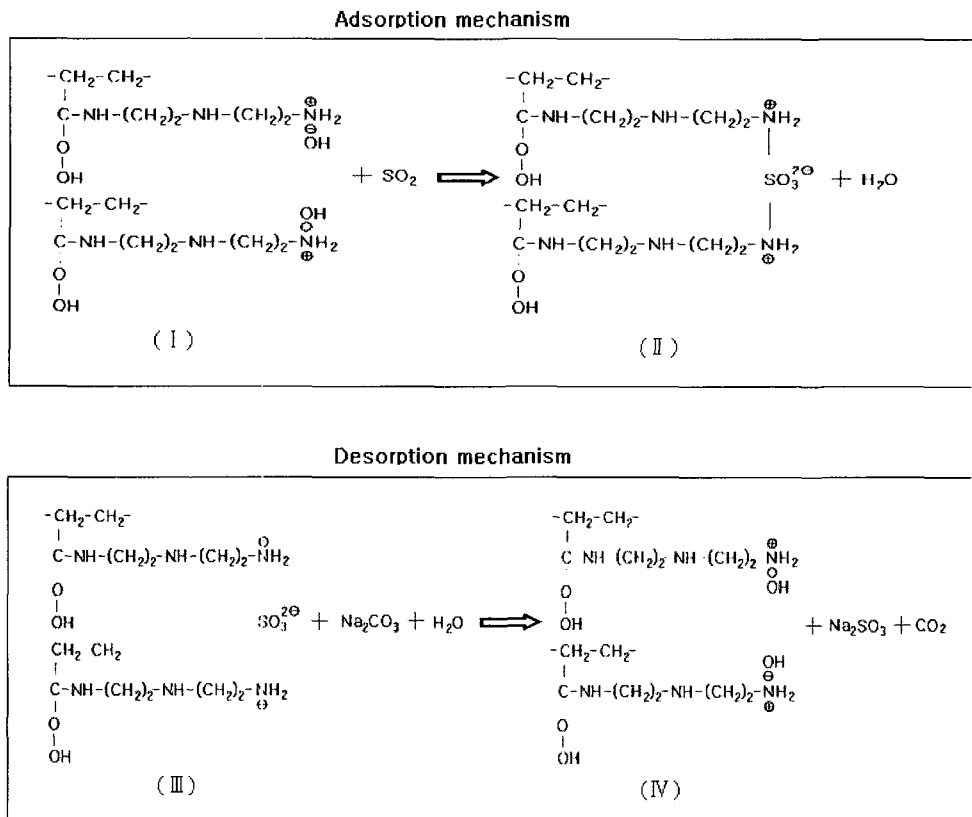 Adsorption mechanism
-CH₂-CH₂-
C-NH-(CH₂)₂-NH-(CH₂)₂-NH₂
⊕
⊖
OH
O
OH
-CH₂-CH₂-
OH
C-NH-(CH₂)₂-NH-(CH₂)₂-NH₂
⊕
O
OH
(Ⅰ)
+ SO₂
-CH₂-CH₂-
⊕
C-NH-(CH₂)₂-NH-(CH₂)₂-NH₂
O
OH
SO₃²⊖
+ H₂O
-CH₂-CH₂-
C-NH-(CH₂)₂-NH-(CH₂)₂-NH₂
⊕
O
OH
(Ⅱ)
Desorption mechanism
-CH₂-CH₂-
C-NH-(CH₂)₂-NH-(CH₂)₂-NH₂
O
OH
SO₃²⊖ + Na₂CO₃ + H₂O
CH₂ CH₂
C-NH-(CH₂)₂-NH-(CH₂)₂-NH₂
O
OH
(Ⅲ)
-CH₂-CH₂-
⊕
C NH (CH₂)₂ NH (CH₂)₂ NH₂
OH
O
OH
+ Na₂SO₃ + CO₂
-CH₂-CH₂-
OH
⊖
C-NH-(CH₂)₂-NH-(CH₂)₂-NH₂
⊕
O
OH
(Ⅳ)